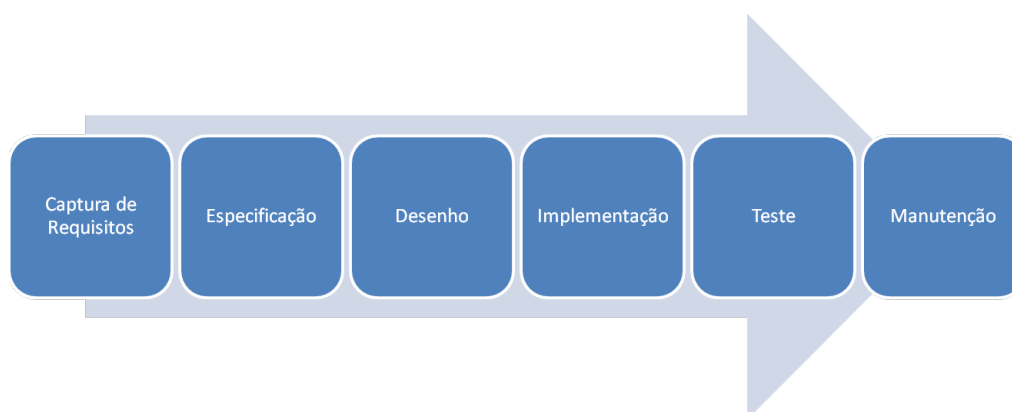 Captura de
Requisitos
Especificação
Desenho
Implementação
Teste
Manutenção